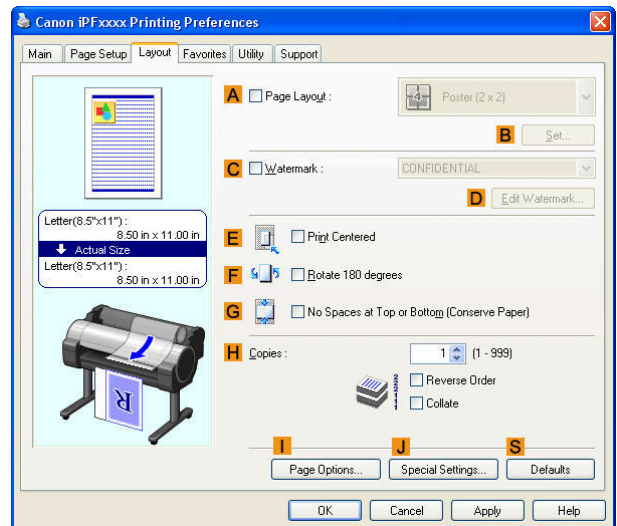 Canon iPFxxxx Printing Preferences
Main Page Setup Layout Favorites Utility Support
A Page Layout : Poster (2 x 2)
B Set...
C Watermark : CONFIDENTIAL
D Edit Watermark...
Letter(8.5"x11") :
8.50 in x 11.00 in
Actual Size
Letter(8.5"x11") :
8.50 in x 11.00 in
E Print Centered
F Rotate 180 degrees
G No Spaces at Top or Bottom (Conserve Paper)
H Copies : 1 (1 - 999)
Reverse Order
Collate
R
I J S
Page Options... Special Settings... Defaults
OK Cancel Apply Help